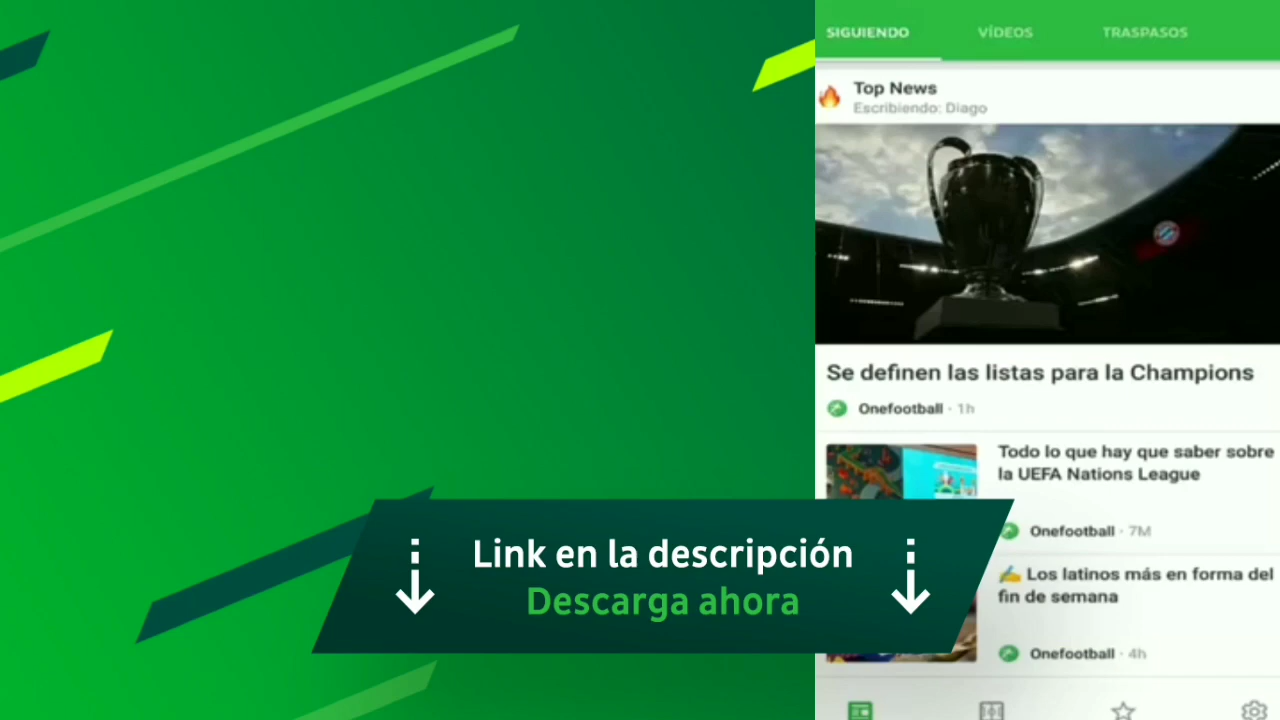 SIGUIENDO VÍDEOS TRASPASOS
Top News
Escribiendo: Diago
Se definen las listas para la Champions
Onefootball · 1h
Todo lo que hay que saber sobre
la UEFA Nations League
Onefootball · 7M
Los latinos más en forma del
fin de semana
Onefootball · 4h
Link en la descripción
Descarga ahora